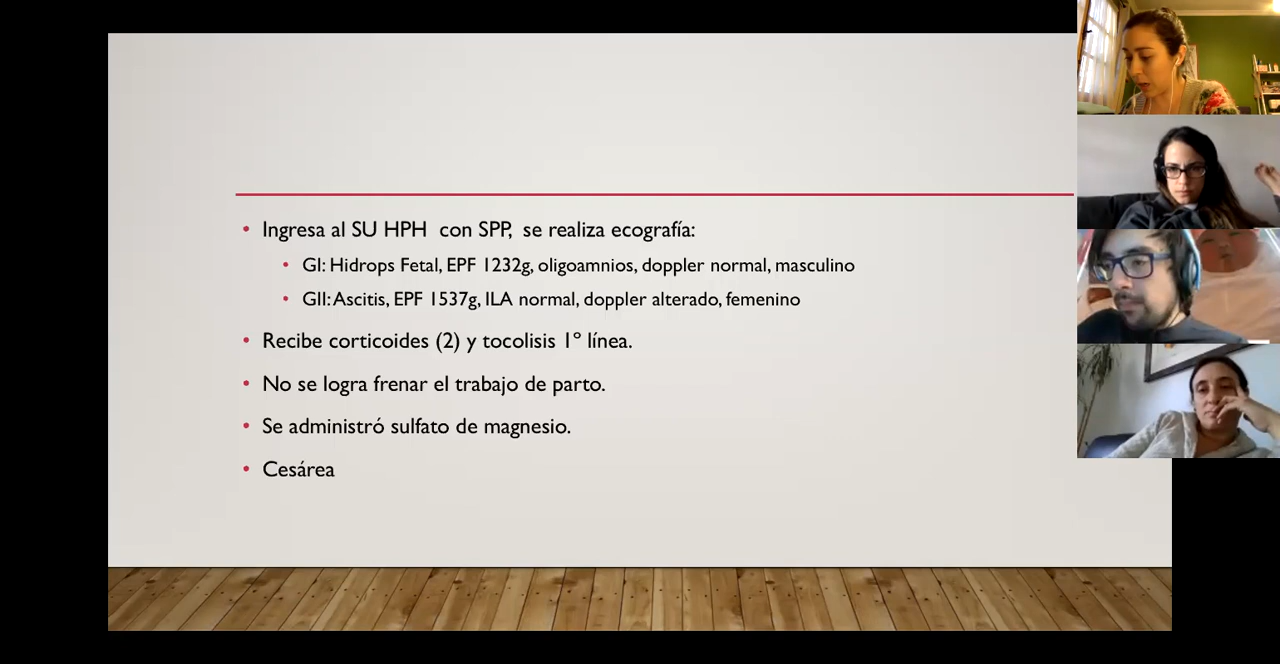 Ingresa al SU HPH con SPP, se realiza ecografía:
GI: Hidrops Fetal, EPF 1232g, oligoamnios, doppler normal, masculino
GII: Ascitis, EPF 1537g, ILA normal, doppler alterado, femenino
Recibe corticoides (2) y tocolisis 1º línea.
No se logra frenar el trabajo de parto.
Se administró sulfato de magnesio.
Cesárea